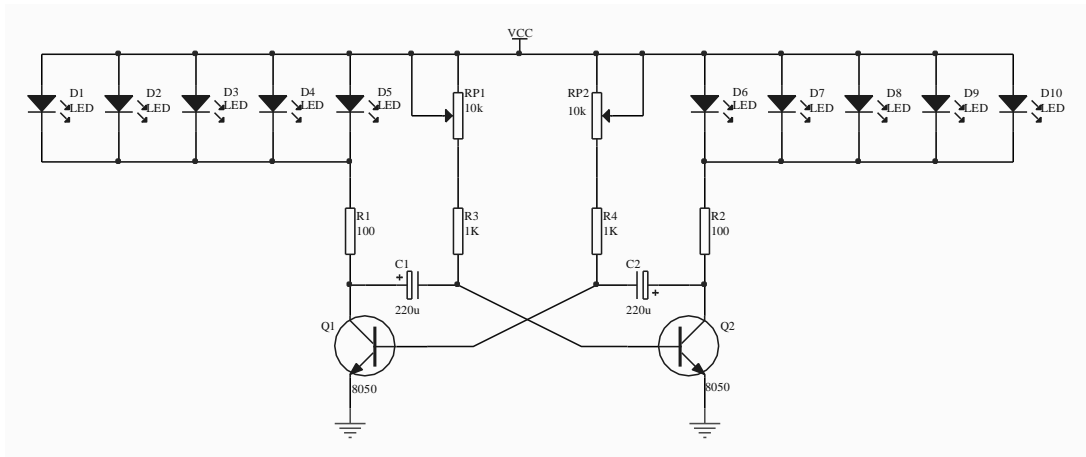 VCC
D1
LED
D2
LED
D3
LED
D4
LED
D5
LED
RP1
10k
RP2
10k
D6
LED
D7
LED
D8
LED
D9
LED
D10
LED
R1
100
R3
1K
R4
1K
R2
100
C1
+
220u
C2
+
220u
Q1
8050
Q2
8050